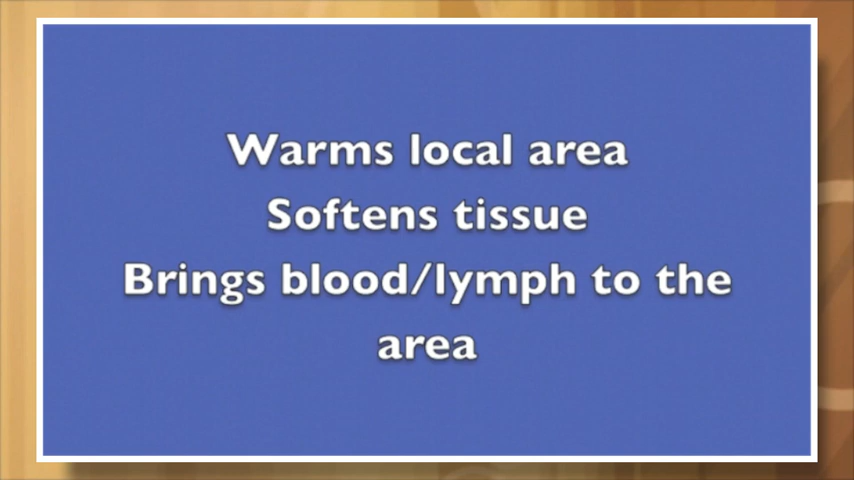 Warms local area
Softens tissue
Brings blood/lymph to the
area